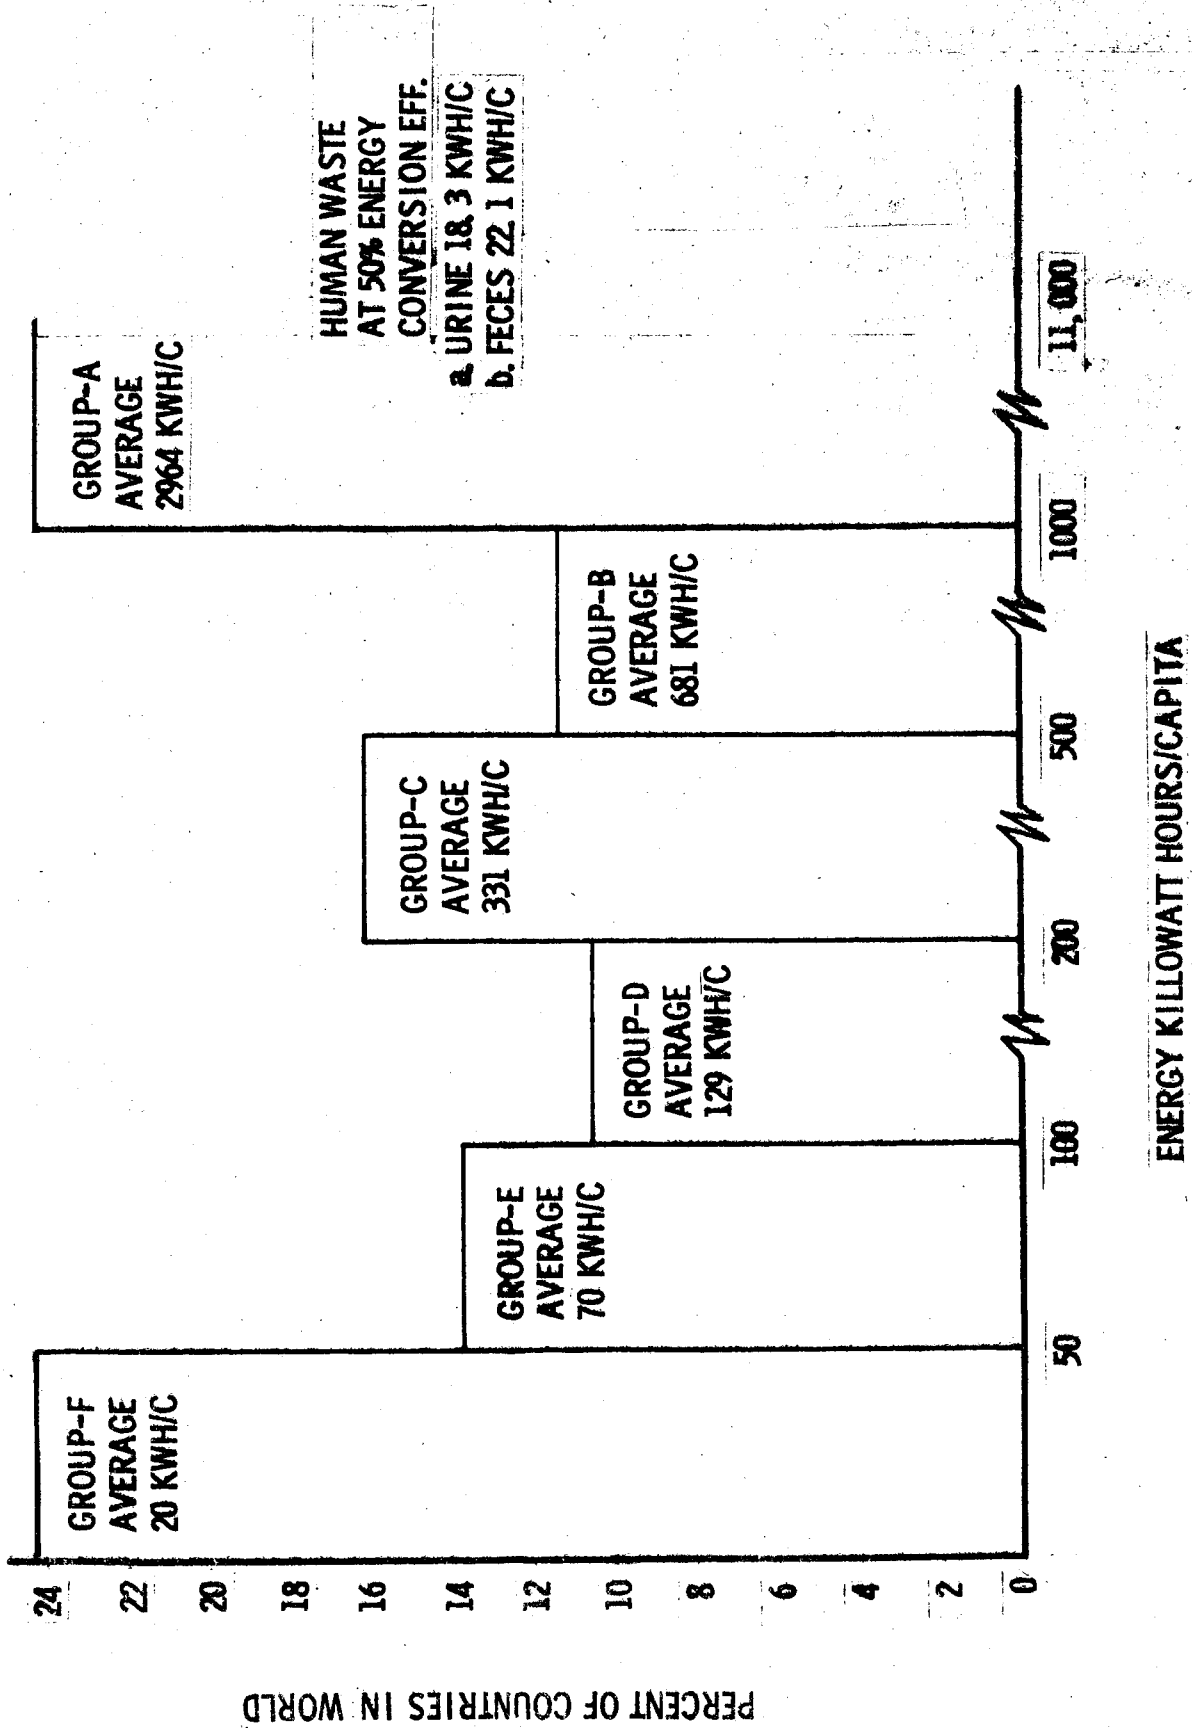 PERCENT OF COUNTRIES IN WORLD
24
22
20
18
16
14
12
10
8
6
4
2
0
GROUP-F
AVERAGE
20 KWH/C
GROUP-E
AVERAGE
70 KWH/C
GROUP-D
AVERAGE
129 KWH/C
GROUP-C
AVERAGE
331 KWH/C
GROUP-B
AVERAGE
681 KWH/C
GROUP-A
AVERAGE
2964 KWH/C
HUMAN WASTE
AT 50% ENERGY
CONVERSION EFF.
a. URINE 18.3 KWH/C
b. FECES 22.1 KWH/C
50
100
200
500
1000
11,000
ENERGY KILLOWATT HOURS/CAPITA